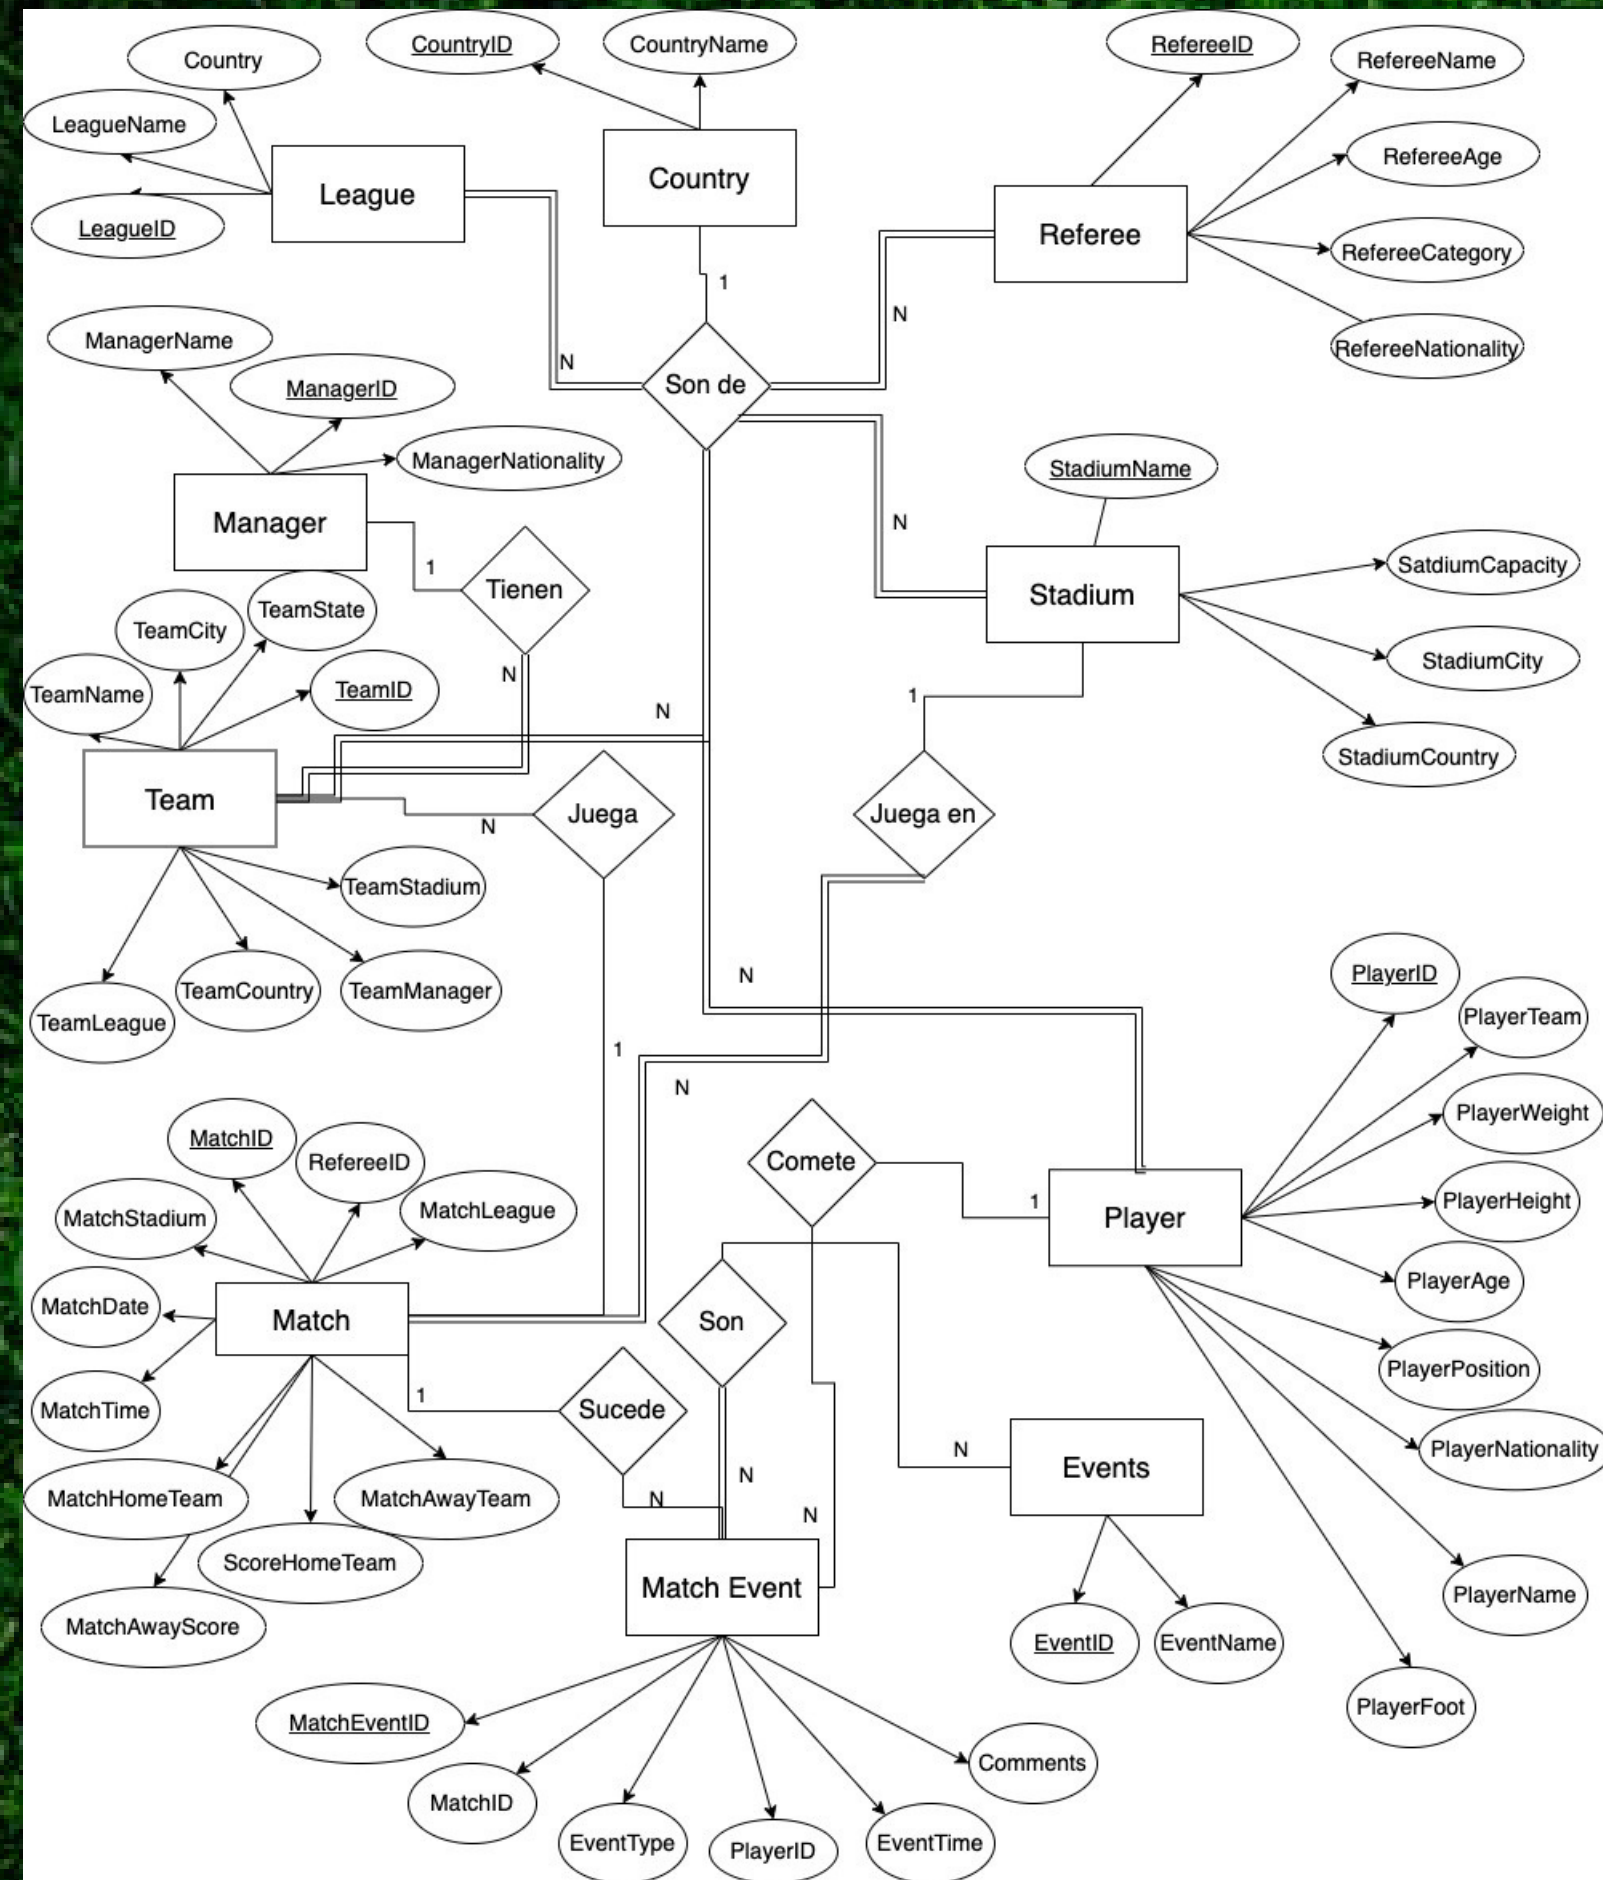 CountryID
CountryName
RefereeID
Country
RefereeName
LeagueName
RefereeAge
Country
League
LeagueID
Referee
RefereeCategory
1
N
ManagerName
RefereeNationality
N
Son de
ManagerID
ManagerNationality
StadiumName
Manager
N
1
SatdiumCapacity
Tienen
Stadium
TeamState
TeamCity
StadiumCity
N
TeamName
TeamID
1
N
StadiumCountry
Team
Juega
Juega en
N
TeamStadium
PlayerID
N
TeamCountry
TeamManager
PlayerTeam
TeamLeague
1
N
PlayerWeight
MatchID
RefereeID
Comete
1
PlayerHeight
MatchStadium
MatchLeague
Player
PlayerAge
MatchDate
Match
Son
PlayerPosition
1
MatchTime
Sucede
PlayerNationality
N
Events
N
N
MatchHomeTeam
MatchAwayTeam
N
ScoreHomeTeam
Match Event
PlayerName
MatchAwayScore
EventID
EventName
PlayerFoot
MatchEventID
Comments
MatchID
EventType
PlayerID
EventTime